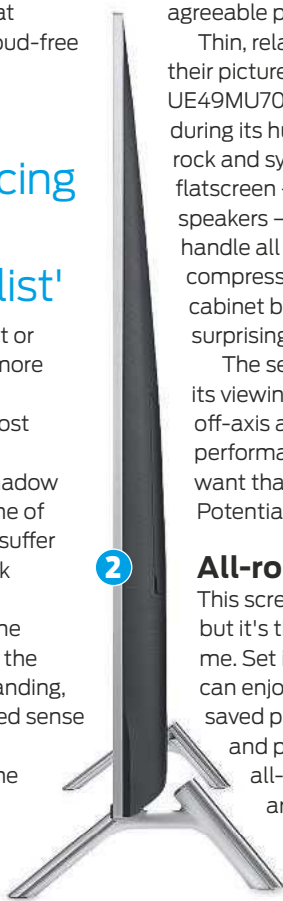 at
oud-free
cing
list'
t or
more
ost
adow
ne of
suffer
k
ne
the
anding,
ed sense
ne
2
agreeable p
Thin, rela
their picture
UE49MU70
during its hu
rock and sy
flatscreen
speakers –
handle all
compress
cabinet b
surprising
The se
its viewing
off-axis a
performa
want tha
Potentia
All-ro
This scre
but it's t
me. Set i
can enjo
saved p
and p
all-
ar